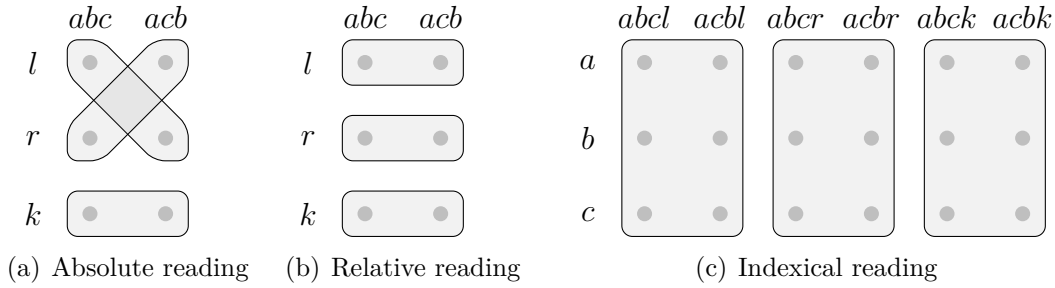 abc acb abc acb abcl acbl abcr acbr abck acbk
l l a
r r b
k k c
(a) Absolute reading (b) Relative reading (c) Indexical reading